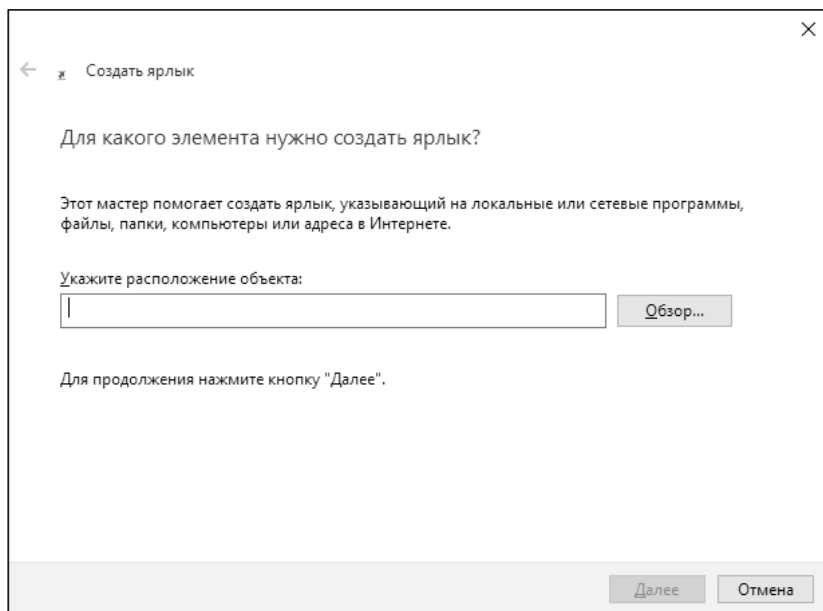 Создать ярлык
Для какого элемента нужно создать ярлык?
Этот мастер помогает создать ярлык, указывающий на локальные или сетевые программы,
файлы, папки, компьютеры или адреса в Интернете.
Укажите расположение объекта:
Обзор...
Для продолжения нажмите кнопку "Далее".
Далее
Отмена